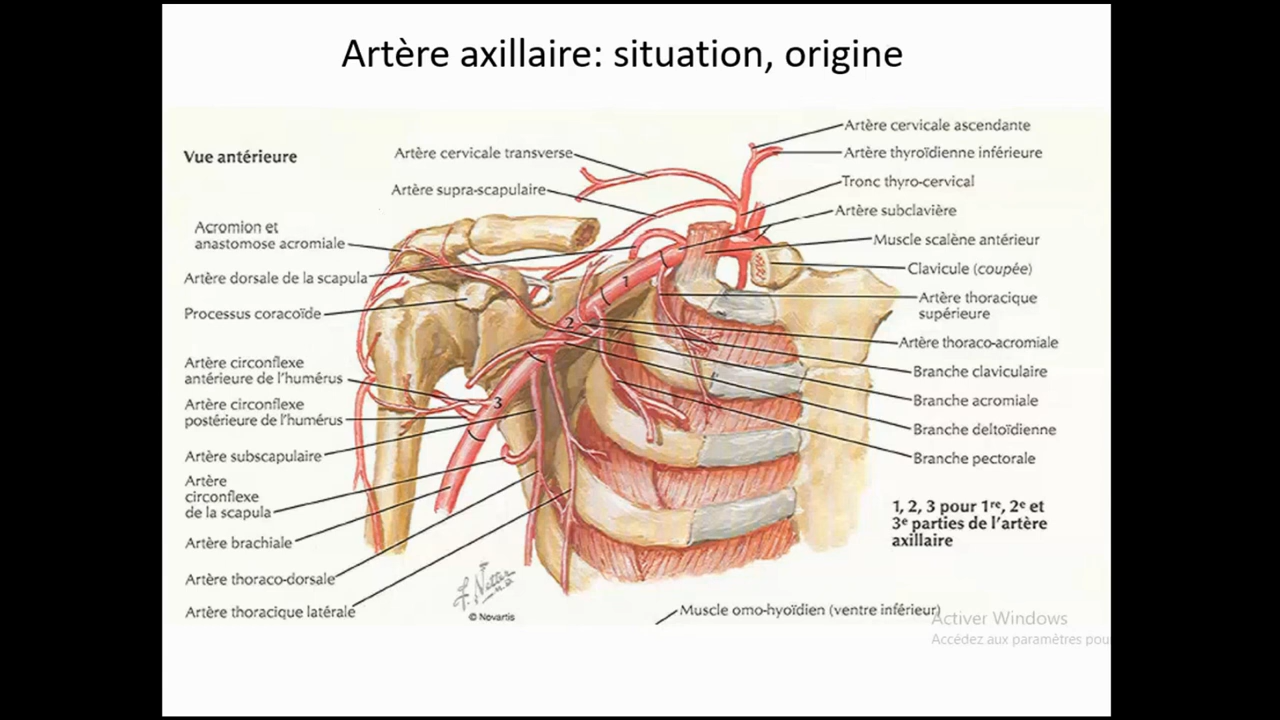 Artère axillaire: situation, origine
Vue antérieure
Artère cervicale transverse
Artère supra-scapulaire
Acromion et
anastomose acromiale
Artère dorsale de la scapula
Processus coracoïde
Artère circonflexe
antérieure de l'humérus
Artère circonflexe
postérieure de l'humérus
Artère subscapulaire
Artère
circonflexe
de la scapula
Artère brachiale
Artère thoraco-dorsale
Artère thoracique latérale
1
2
3
Artère cervicale ascendante
Artère thyroïdienne inférieure
Tronc thyro-cervical
Artère subclavière
Muscle scalène antérieur
Clavicule (coupée)
Artère thoracique
supérieure
Artère thoraco-acromiale
Branche claviculaire
Branche acromiale
Branche deltoïdienne
Branche pectorale
1, 2, 3 pour 1re, 2e et
3e parties de l'artère
axillaire
F. Netter
M.D.
© Novartis
Muscle omo-hyoïdien (ventre inférieur)
Activer Windows
Accédez aux paramètres pou